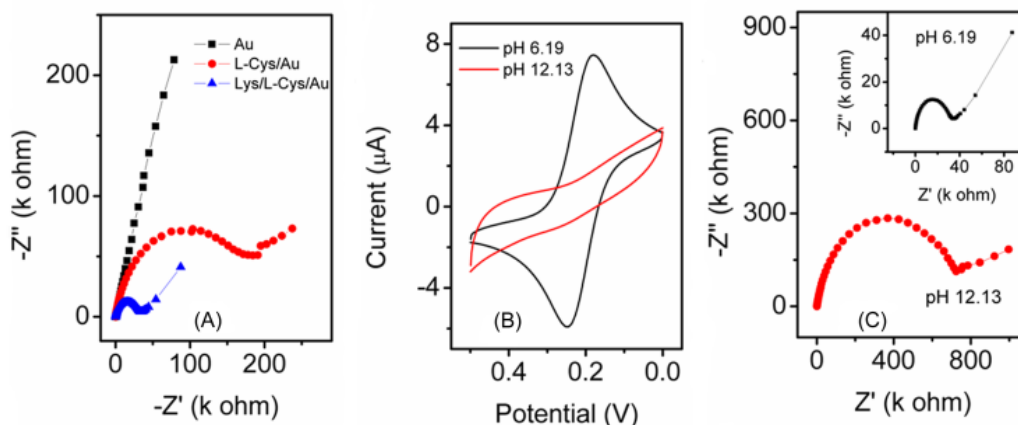 200
100
0
-Z'' (k ohm)
0
100
200
-Z' (k ohm)
Au
L-Cys/Au
Lys/L-Cys/Au
(A)
8
4
0
-4
Current (μA)
0.4
0.2
0.0
Potential (V)
pH 6.19
pH 12.13
(B)
900
600
300
0
-Z'' (k ohm)
0
400
800
Z' (k ohm)
pH 12.13
(C)
40
20
0
-Z'' (k ohm)
0
40
80
Z' (k ohm)
pH 6.19